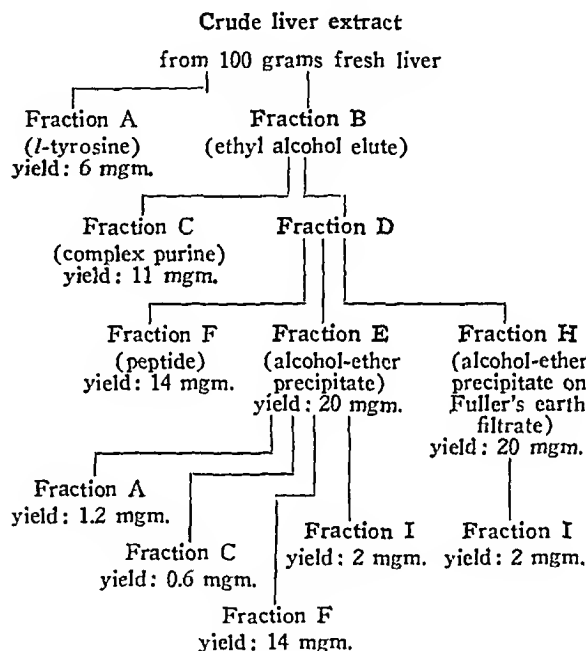 Crude liver extract
from 100 grams fresh liver
Fraction A
(l-tyrosine)
yield: 6 mgm.
Fraction B
(ethyl alcohol elute)
Fraction C
(complex purine)
yield: 11 mgm.
Fraction D
Fraction F
(peptide)
yield: 14 mgm.
Fraction E
(alcohol-ether
precipitate)
yield: 20 mgm.
Fraction H
(alcohol-ether
precipitate on
Fuller's earth
filtrate)
yield: 20 mgm.
Fraction A
yield: 1.2 mgm.
Fraction C
yield: 0.6 mgm.
Fraction F
yield: 14 mgm.
Fraction I
yield: 2 mgm.
Fraction I
yield: 2 mgm.